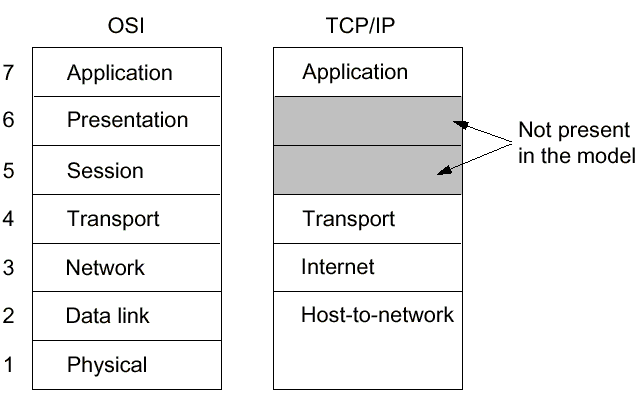 OSI TCP/IP
7 Application Application
6 Presentation
5 Session
Not present
in the model
4 Transport Transport
3 Network Internet
2 Data link Host-to-network
1 Physical